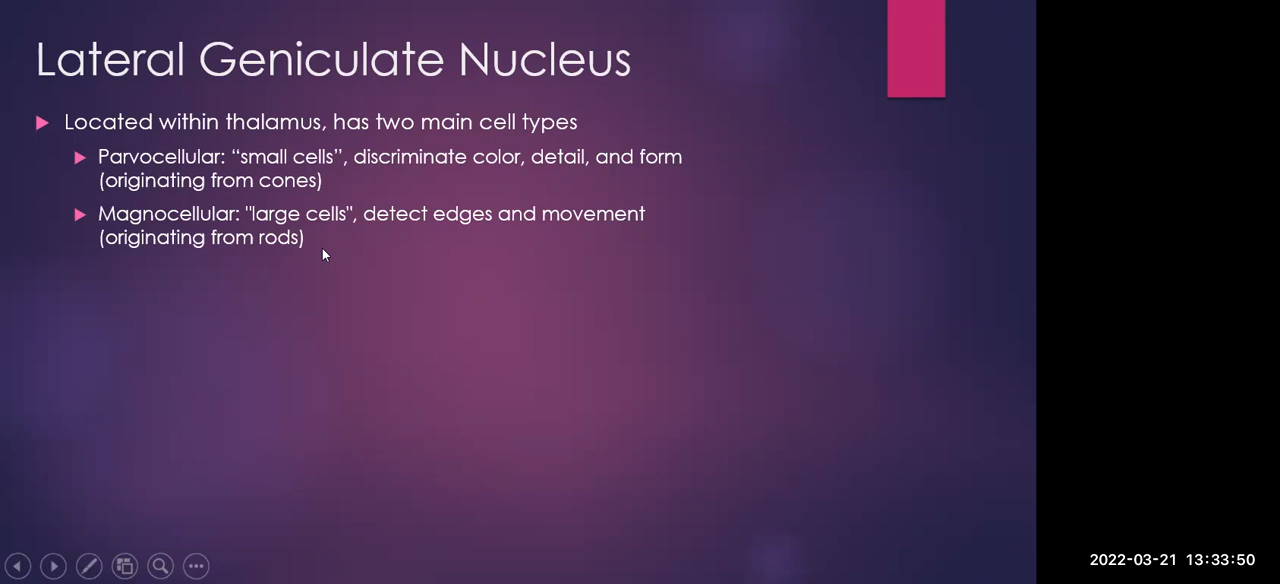 Lateral Geniculate Nucleus
Located within thalamus, has two main cell types
Parvocellular: “small cells”, discriminate color, detail, and form
(originating from cones)
Magnocellular: "large cells", detect edges and movement
(originating from rods)
2022-03-21 13:33:50